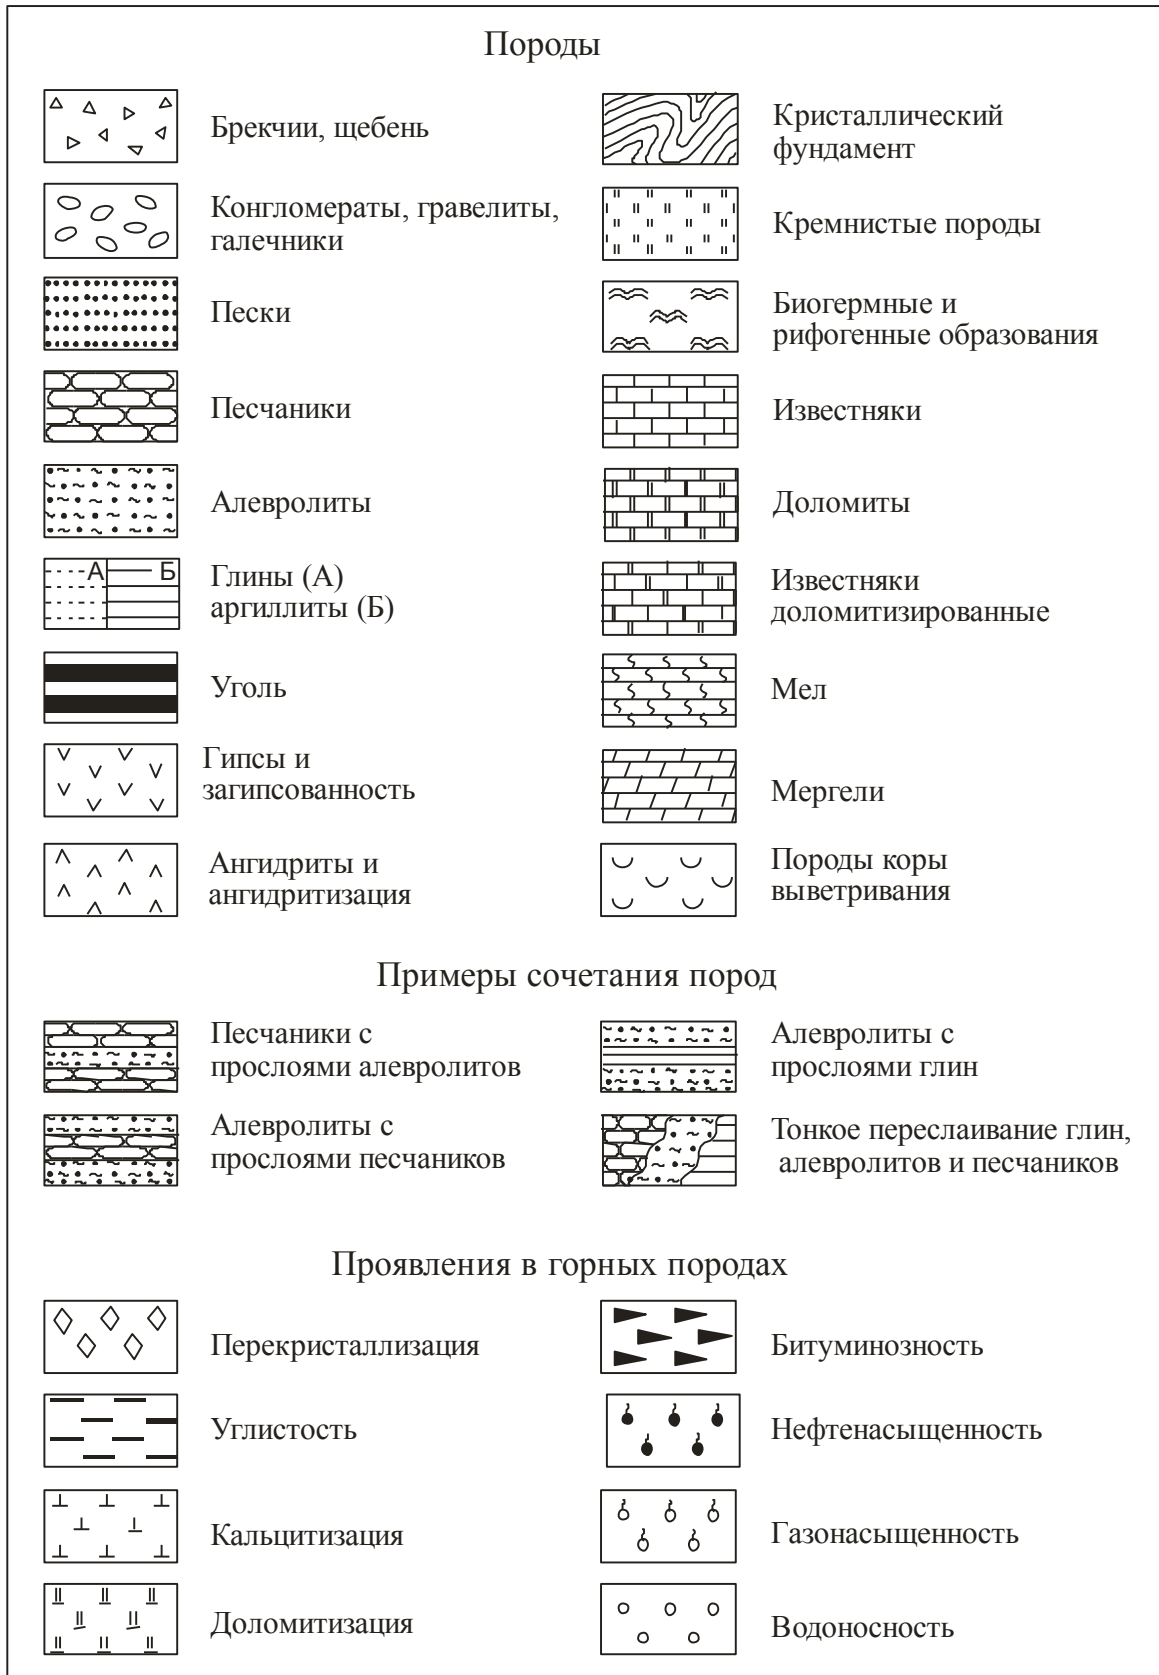 Породы
Брекчии, щебень
Конгломераты, гравелиты,
галечники
Пески
Песчаники
Алевролиты
А Б
Глины (А)
аргиллиты (Б)
Уголь
Гипсы и
загипсованность
Ангидриты и
ангидритизация
Кристаллический
фундамент
Кремнистые породы
Биогермные и
рифогенные образования
Известняки
Доломиты
Известняки
доломитизированные
Мел
Мергели
Породы коры
выветривания
Примеры сочетания пород
Песчаники с
прослоями алевролитов
Алевролиты с
прослоями песчаников
Алевролиты с
прослоями глин
Тонкое переслаивание глин,
алевролитов и песчаников
Проявления в горных породах
Перекристаллизация
Углистость
Кальцитизация
Доломитизация
Битуминозность
Нефтенасыщенность
Газонасыщенность
Водоносность